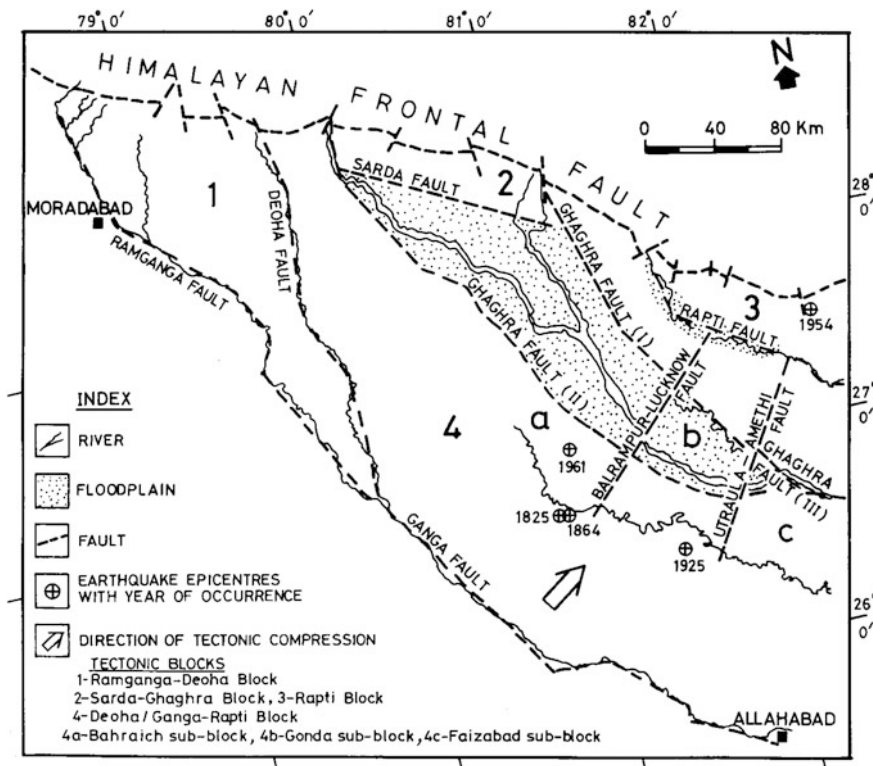 79° 0'
80° 0'
81° 0'
82° 0'
HIMALAYAN FRONTAL FAULT
N
0 40 80 Km
28° 0'
27° 0'
26° 0'
1
2
3
4
a
b
c
MORADABAD
RAMGANGA FAULT
DEOHA FAULT
SARDA FAULT
GHAGHRA FAULT (I)
GHAGHRA FAULT (II)
RAPTI FAULT
1954
BALRAMPUR-LUCKNOW FAULT
UTRAULA AMETHI FAULT
GHAGHRA FAULT (III)
1961
1825
1864
1925
GANGA FAULT
ALLAHABAD
INDEX
RIVER
FLOODPLAIN
FAULT
EARTHQUAKE EPICENTRES
WITH YEAR OF OCCURRENCE
DIRECTION OF TECTONIC COMPRESSION
TECTONIC BLOCKS
1-Ramganga-Deoha Block
2-Sarda-Ghaghra Block, 3-Rapti Block
4-Deoha/Ganga-Rapti Block
4a-Bahraich sub-block, 4b-Gonda sub-block, 4c-Faizabad sub-block